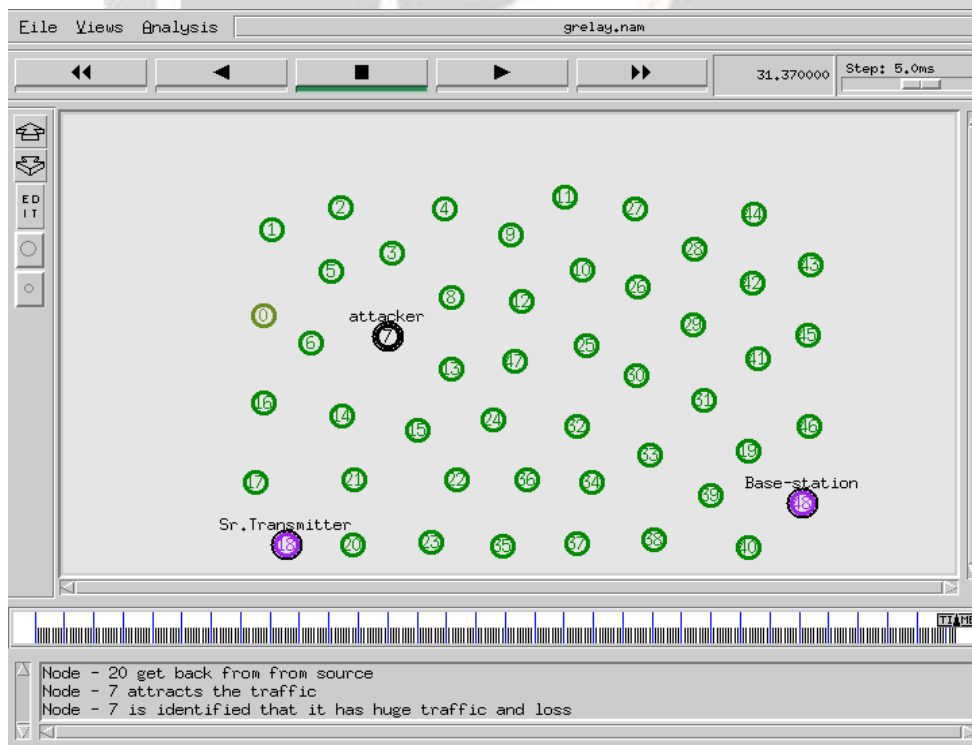 Eile Views Analysis grelay.nam
31.370000 Step: 5.0ms
ED
IT
11
2 4 27 44
1 9
3 28
5 10 43
8 12 26 42
0 attacker
7 29 45
6 25
47 41
13 30
16 31
14 24
15 32 46
33 19
17 21 22 36 34 Base-station
39 48
Sr.Transmitter
18 20 23 35 37 38 40
TIME
Node - 20 get back from from source
Node - 7 attracts the traffic
Node - 7 is identified that it has huge traffic and loss